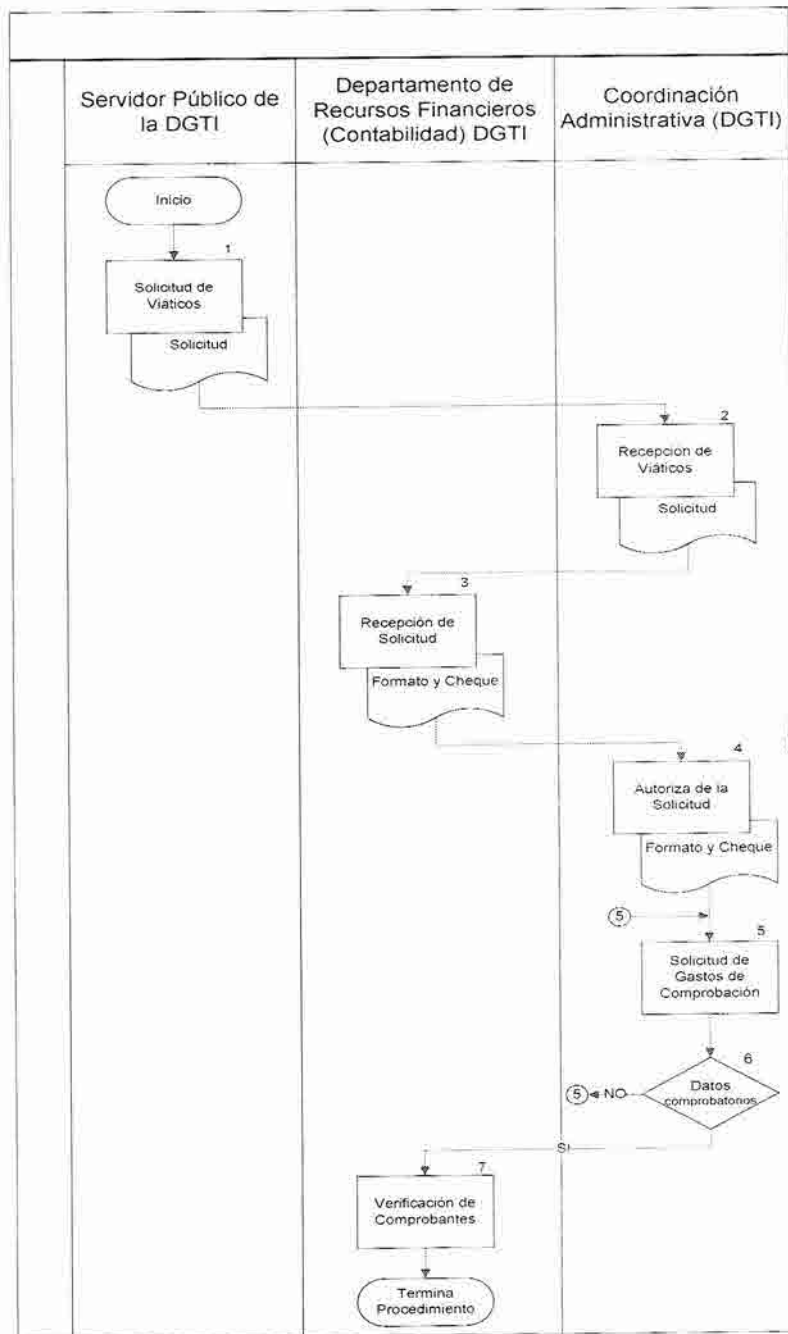 Servidor Público de
la DGTI
Departamento de
Recursos Financieros
(Contabilidad) DGTI
Coordinación
Administrativa (DGTI)
Inicio
1
Solicitud de
Viáticos
Solicitud
2
Recepción de
Viáticos
Solicitud
3
Recepción de
Solicitud
Formato y Cheque
4
Autoriza de la
Solicitud
Formato y Cheque
5
5
Solicitud de
Gastos de
Comprobación
6
Datos
comprobatorios
NO
5
SI
7
Verificación de
Comprobantes
Termina
Procedimiento